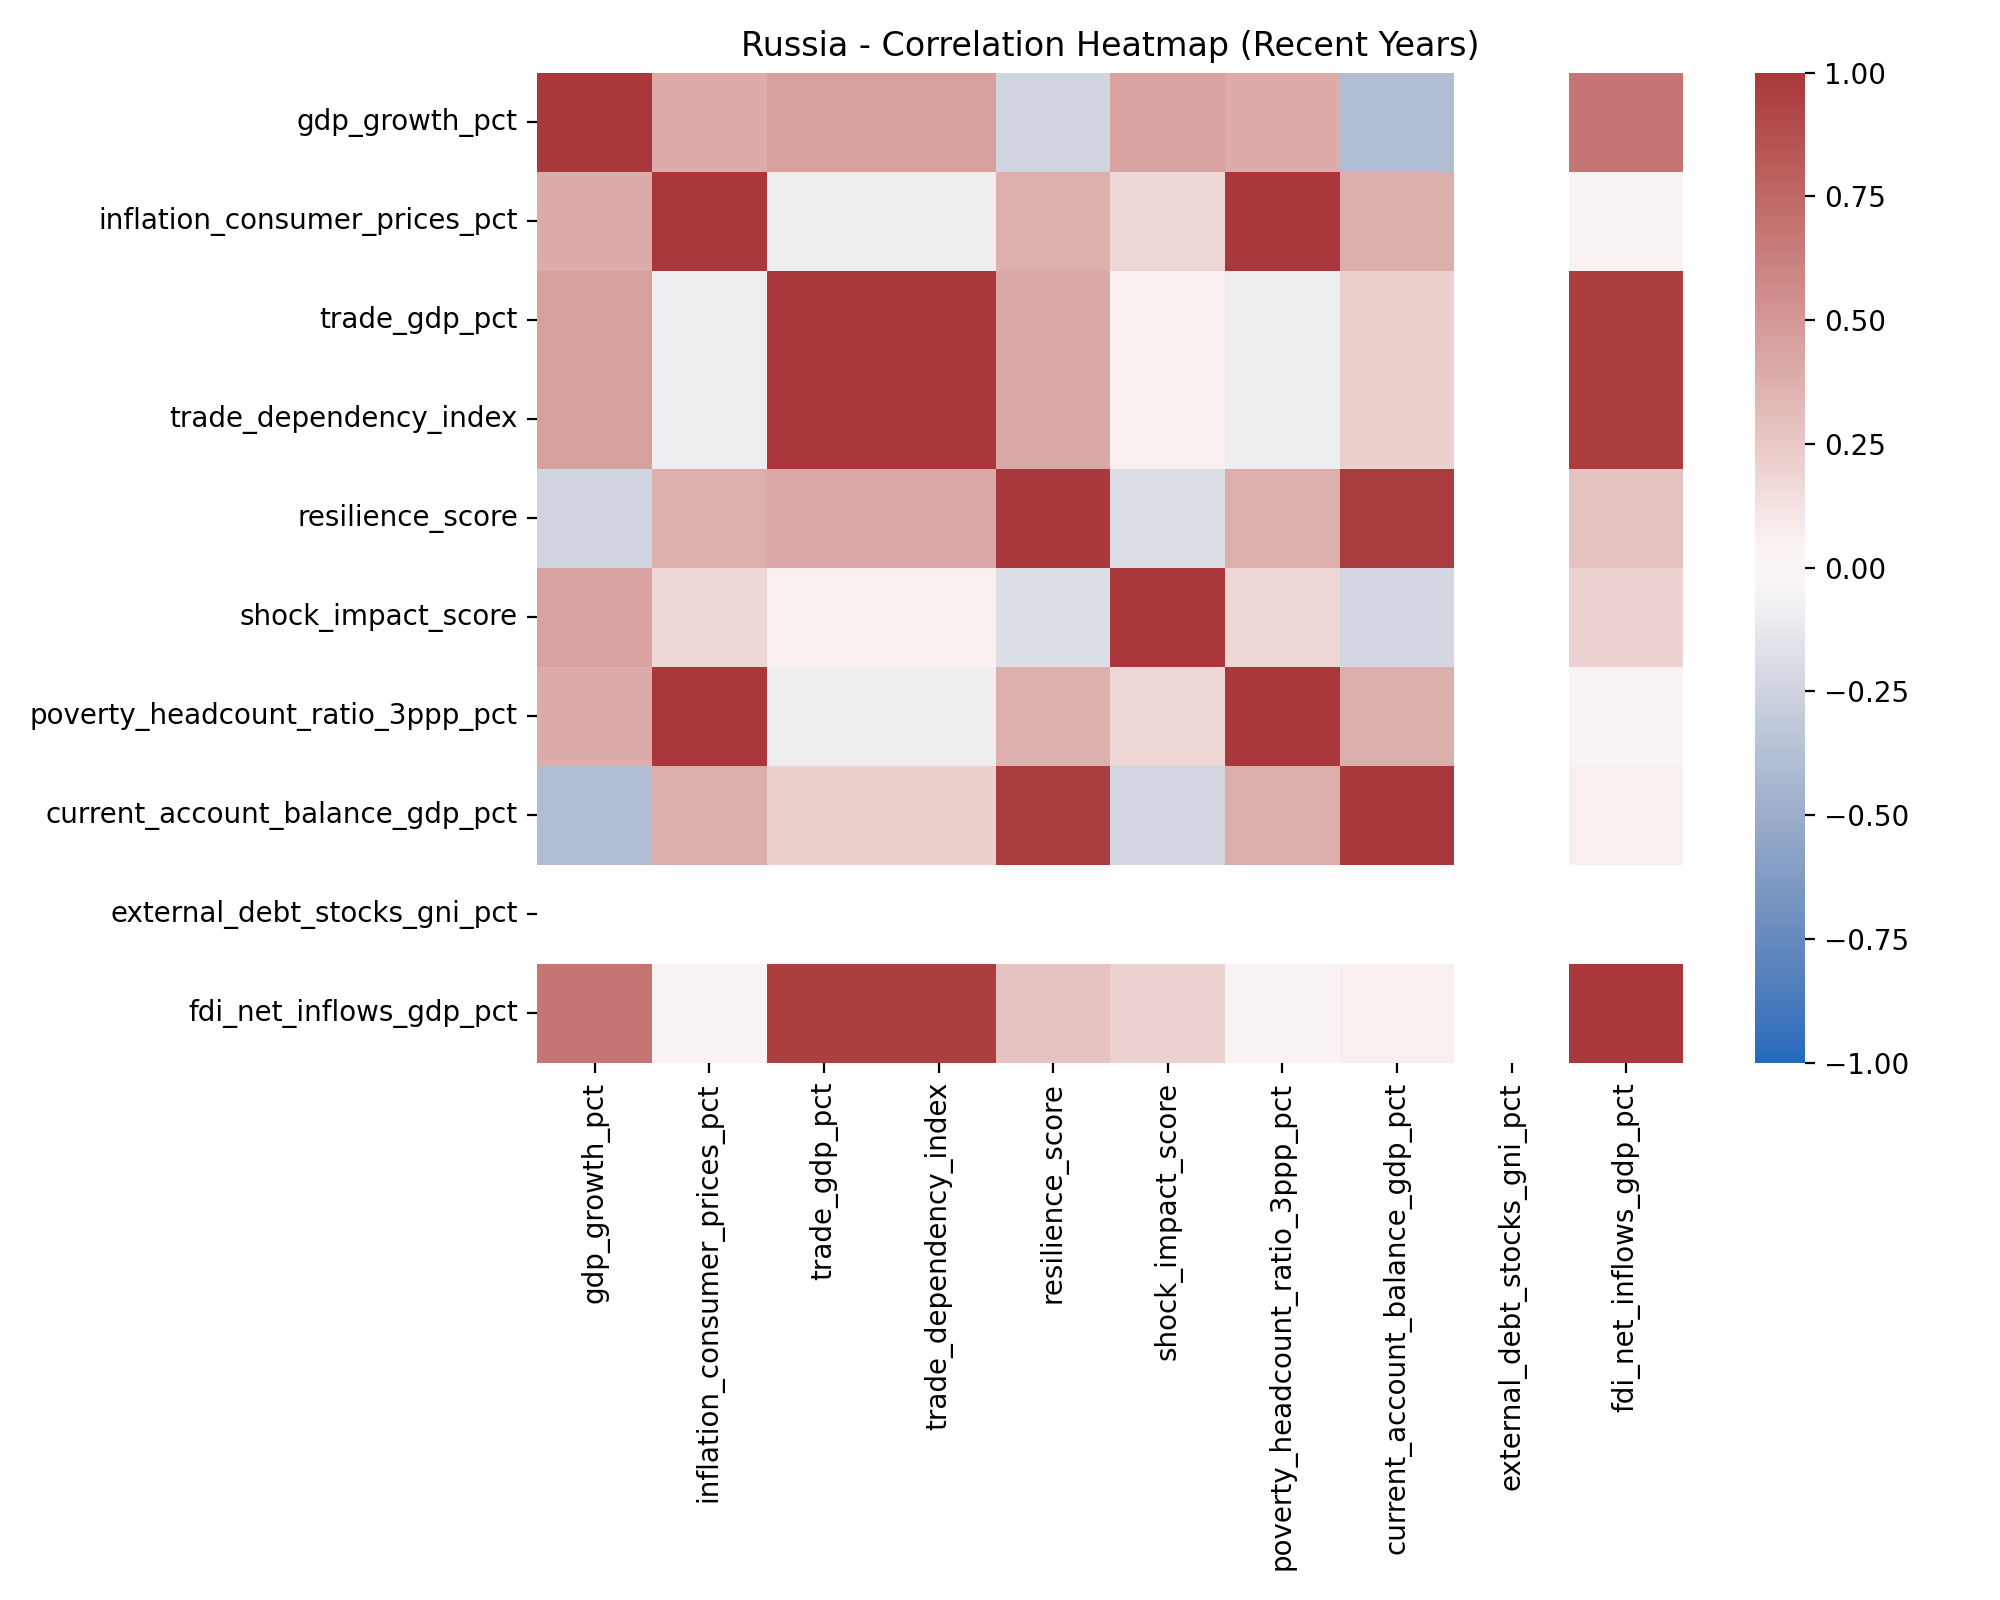 Russia - Correlation Heatmap (Recent Years)
gdp_growth_pct
inflation_consumer_prices_pct
trade_gdp_pct
trade_dependency_index
resilience_score
shock_impact_score
poverty_headcount_ratio_3ppp_pct
current_account_balance_gdp_pct
external_debt_stocks_gni_pct
fdi_net_inflows_gdp_pct
gdp_growth_pct
inflation_consumer_prices_pct
trade_gdp_pct
trade_dependency_index
resilience_score
shock_impact_score
poverty_headcount_ratio_3ppp_pct
current_account_balance_gdp_pct
external_debt_stocks_gni_pct
fdi_net_inflows_gdp_pct
1.00
0.75
0.50
0.25
0.00
−0.25
−0.50
−0.75
−1.00